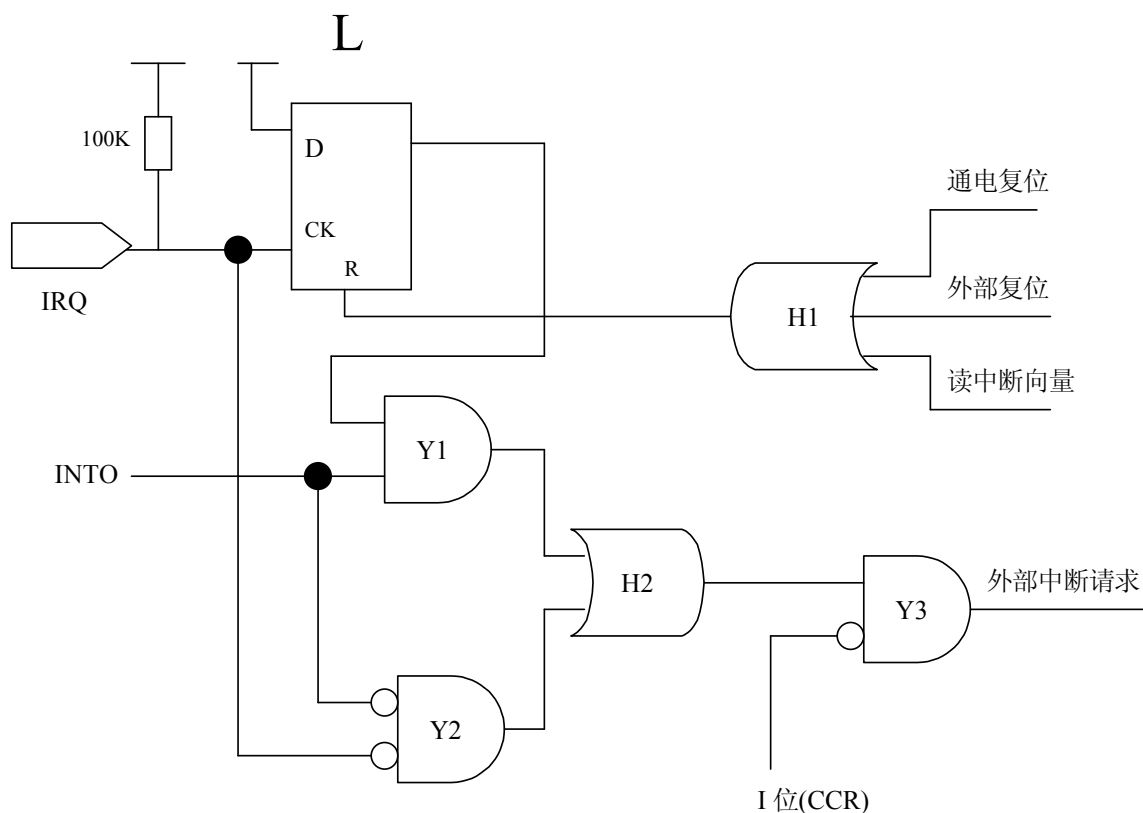 L
100K
D
CK
R
IRQ
通电复位
H1
外部复位
读中断向量
Y1
INTO
H2
外部中断请求
Y3
Y2
I 位(CCR)